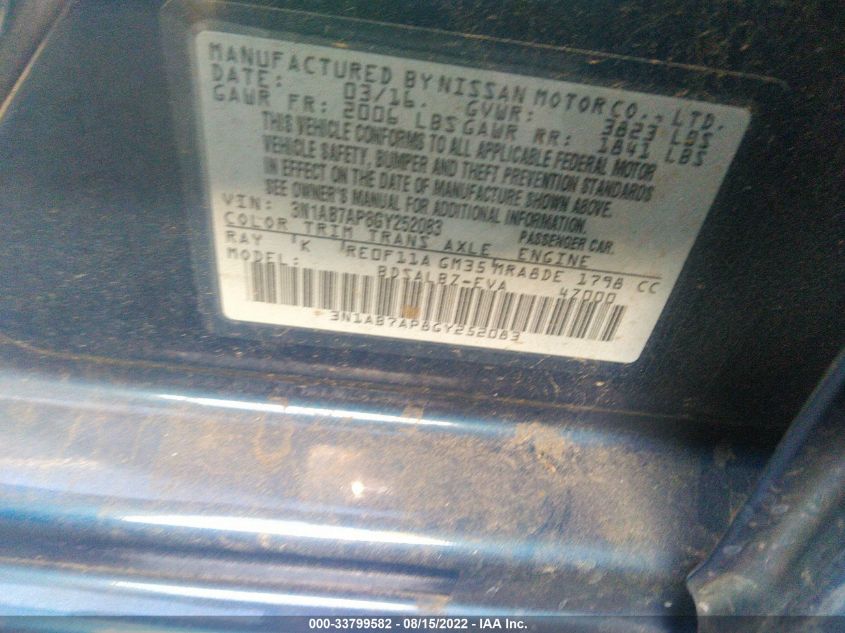 MANUFACTURED BY NISSAN MOTOR CO., LTD.
DATE: 03/16. GVWR: 3823 LBS
GAWR FR: 2006 LBS GAWR RR: 1841 LBS
THIS VEHICLE CONFORMS TO ALL APPLICABLE FEDERAL MOTOR
VEHICLE SAFETY, BUMPER AND THEFT PREVENTION STANDARDS
IN EFFECT ON THE DATE OF MANUFACTURE SHOWN ABOVE.
SEE OWNER'S MANUAL FOR ADDITIONAL INFORMATION.
VIN: 3N1AB7AP8GY252083 PASSENGER CAR.
COLOR TRIM TRANS AXLE ENGINE
RAY K RE0F11A GM35 MRA8DE 1798 CC
MODEL: BDSALBZ-EVA 47000
3N1AB7AP8GY252083
000-33799582 - 08/15/2022 - IAA Inc.